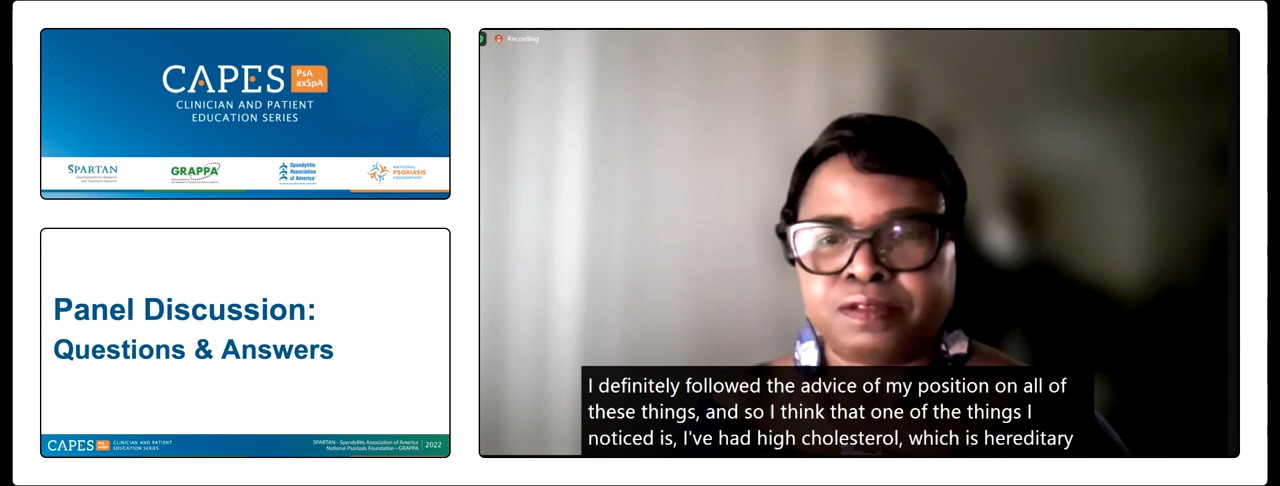 CAPES PsA
axSpA
CLINICIAN AND PATIENT
EDUCATION SERIES
SPARTAN
GRAPPA
Spondylitis
Association
of America
NATIONAL
PSORIASIS
FOUNDATION
Panel Discussion:
Questions & Answers
CAPES PsA
axSpA
CLINICIAN AND PATIENT
EDUCATION SERIES
SPARTAN - Spondylitis Association of America
National Psoriasis Foundation - GRAPPA
2022
Recording
I definitely followed the advice of my position on all of
these things, and so I think that one of the things I
noticed is, I've had high cholesterol, which is hereditary